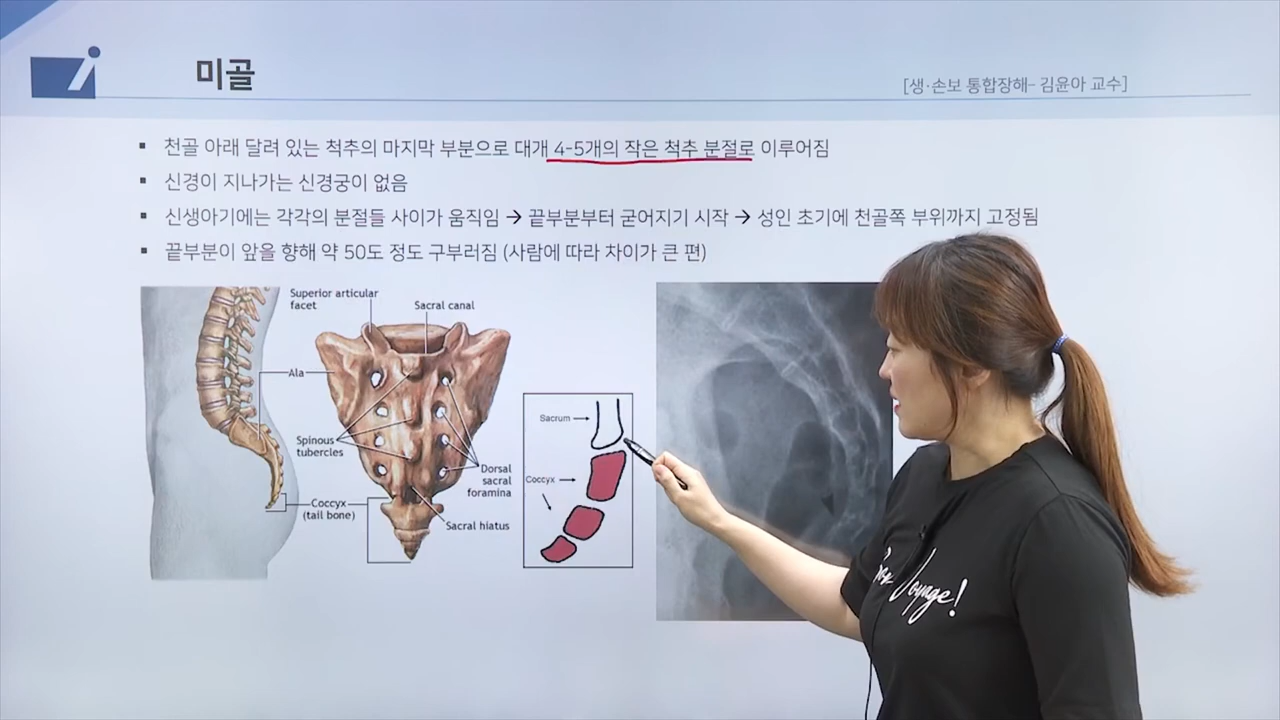 미골
[생·손보 통합장해– 김윤아 교수]
▪ 천골 아래 달려 있는 척추의 마지막 부분으로 대개 4-5개의 작은 척추 분절로 이루어짐
▪ 신경이 지나가는 신경궁이 없음
▪ 신생아기에는 각각의 분절들 사이가 움직임 → 끝부분부터 굳어지기 시작 → 성인 초기에 천골쪽 부위까지 고정됨
▪ 끝부분이 앞을 향해 약 50도 정도 구부러짐 (사람에 따라 차이가 큰 편)
Superior articular
facet
Sacral canal
Ala
Spinous
tubercles
Dorsal
sacral
foramina
Coccyx
(tail bone)
Sacral hiatus
Sacrum
Coccyx
Voyage!